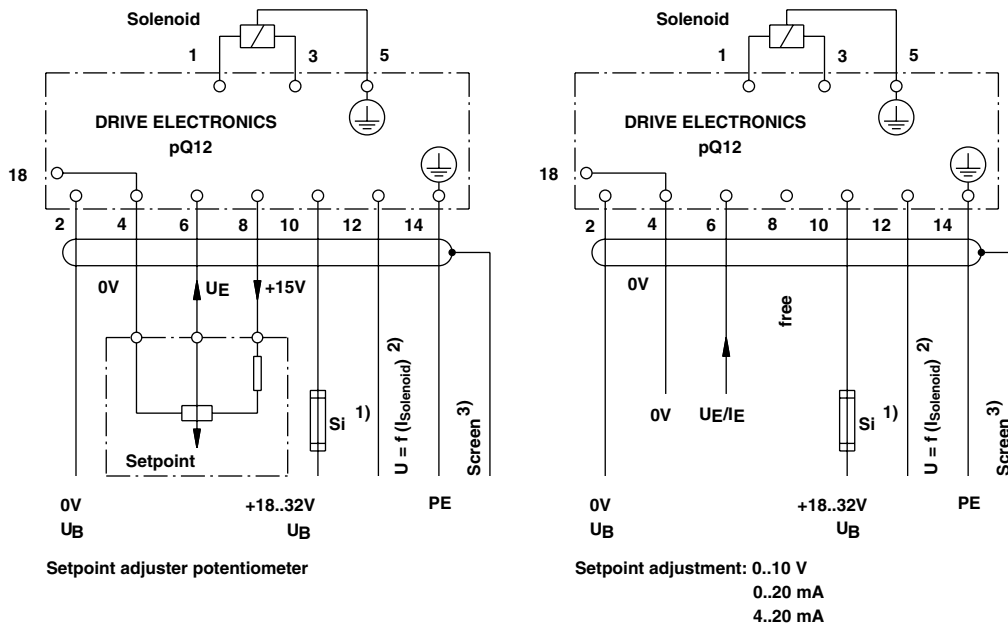 Solenoid
1
3
5
DRIVE ELECTRONICS
pQ12
18
2
4
6
8
10
12
14
0V
UE
+15V
Si 1)
U = f (ISolenoid) 2)
Screen 3)
Setpoint
0V
UB
+18..32V
UB
PE
Setpoint adjuster potentiometer
Solenoid
1
3
5
DRIVE ELECTRONICS
pQ12
18
2
4
6
8
10
12
14
0V
free
0V
UE/IE
Si 1)
U = f (ISolenoid) 2)
Screen 3)
0V
UB
+18..32V
UB
PE
Setpoint adjustment: 0..10 V
0..20 mA
4..20 mA